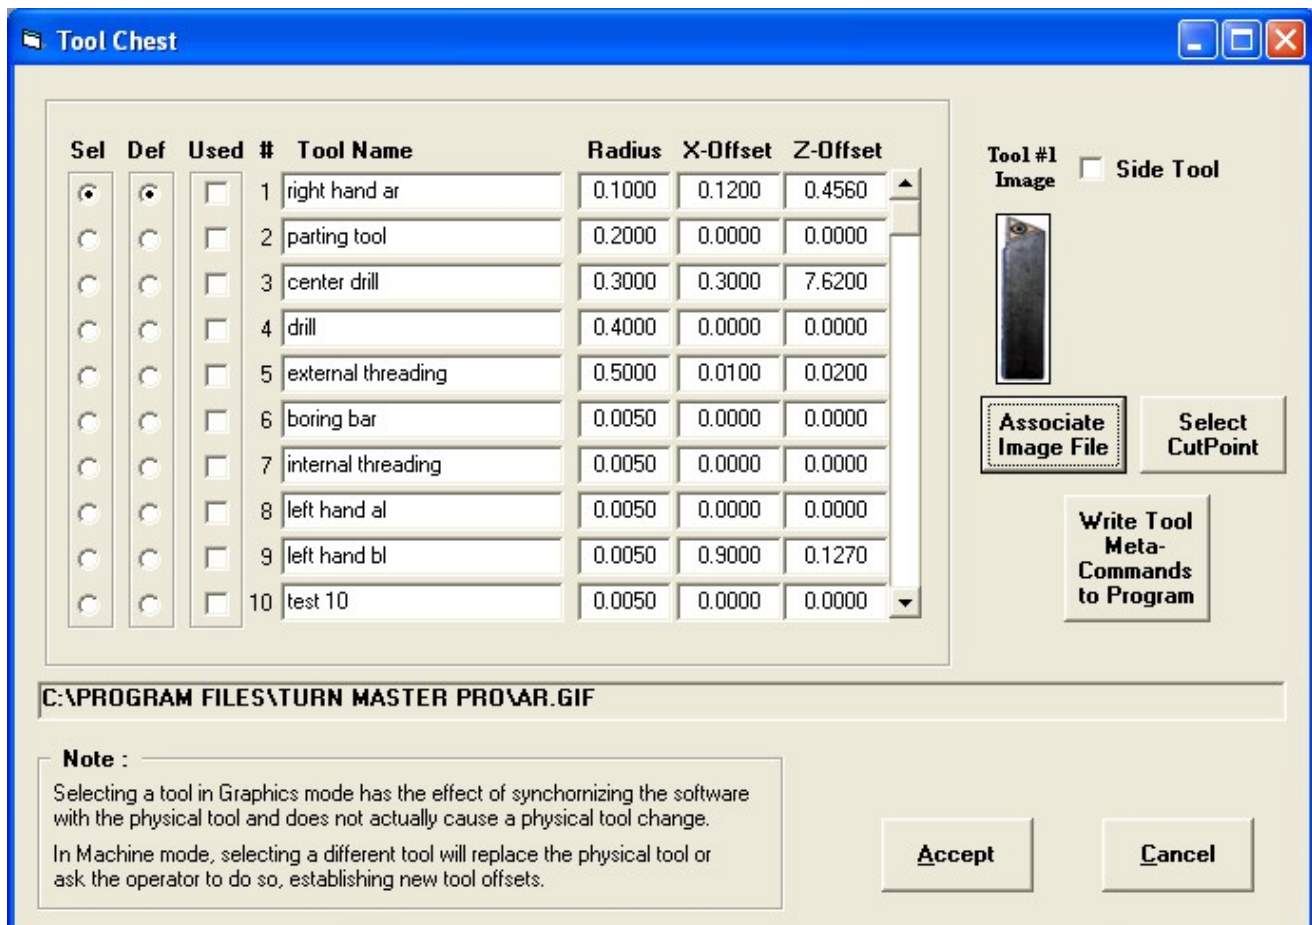 Tool Chest
Sel Def Used # Tool Name Radius X-Offset Z-Offset
1 right hand ar 0.1000 0.1200 0.4560
2 parting tool 0.2000 0.0000 0.0000
3 center drill 0.3000 0.3000 7.6200
4 drill 0.4000 0.0000 0.0000
5 external threading 0.5000 0.0100 0.0200
6 boring bar 0.0050 0.0000 0.0000
7 internal threading 0.0050 0.0000 0.0000
8 left hand al 0.0050 0.0000 0.0000
9 left hand bl 0.0050 0.9000 0.1270
10 test 10 0.0050 0.0000 0.0000
Tool #1
Image
Side Tool
Associate
Image File
Select
CutPoint
Write Tool
Meta-
Commands
to Program
C:\PROGRAM FILES\TURN MASTER PRO\AR.GIF
Note :
Selecting a tool in Graphics mode has the effect of synchornizing the software
with the physical tool and does not actually cause a physical tool change.
In Machine mode, selecting a different tool will replace the physical tool or
ask the operator to do so, establishing new tool offsets.
Accept
Cancel